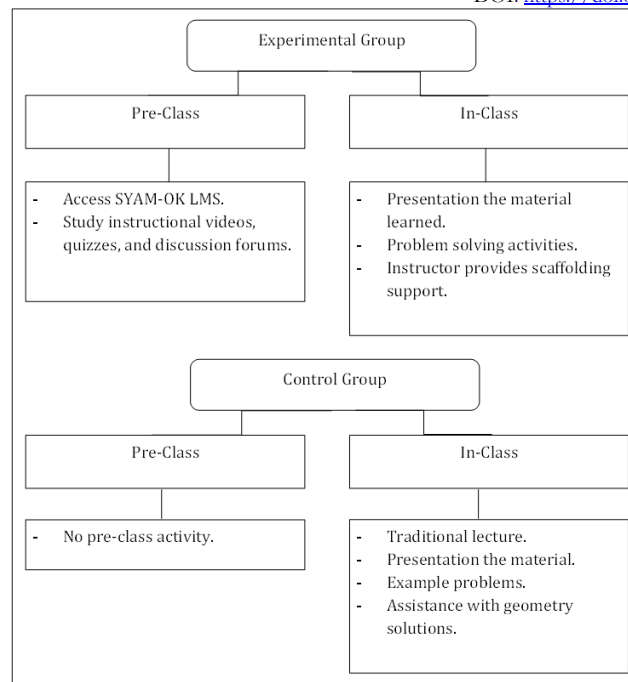 DOI: https://doi.o
Experimental Group
Pre-Class
In-Class
- Access SYAM-OK LMS.
- Study instructional videos,
quizzes, and discussion forums.
- Presentation the material
learned.
- Problem solving activities.
- Instructor provides scaffolding
support.
Control Group
Pre-Class
In-Class
- No pre-class activity.
- Traditional lecture.
- Presentation the material.
- Example problems.
- Assistance with geometry
solutions.